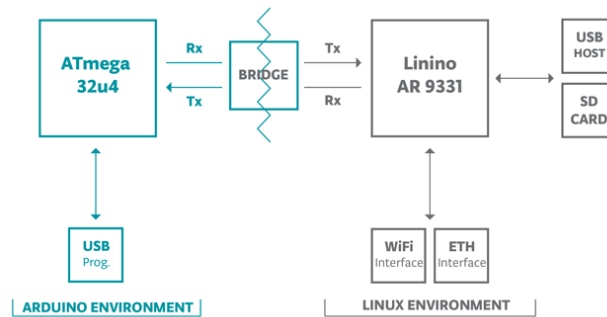 ATmega
32u4
Rx
Tx
BRIDGE
Tx
Rx
Linino
AR 9331
USB
HOST
SD
CARD
USB
Prog.
WiFi
Interface
ETH
Interface
ARDUINO ENVIRONMENT
LINUX ENVIRONMENT